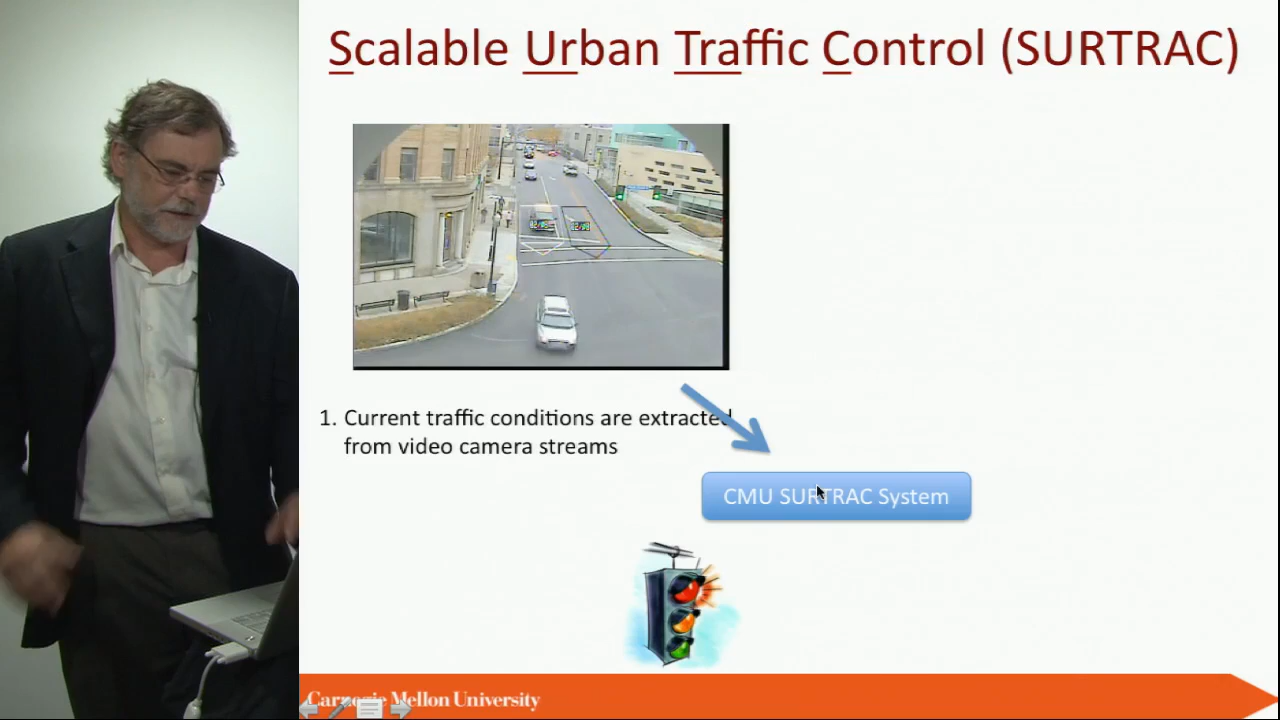 Scalable Urban Traffic Control (SURTRAC)
1. Current traffic conditions are extracted
from video camera streams
CMU SURTRAC System
Carnegie Mellon University